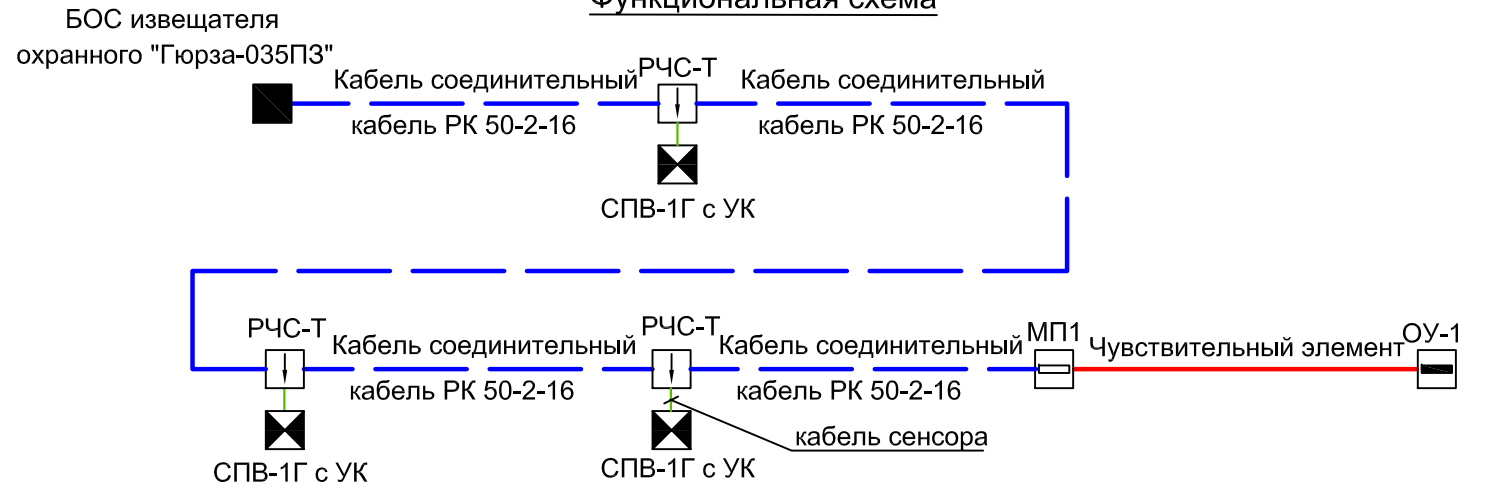 Функциональная схема
БОС извещателя
охранного "Гюрза-035ПЗ"
Кабель соединительный
РЧС-Т
Кабель соединительный
кабель РК 50-2-16
кабель РК 50-2-16
СПВ-1Г с УК
РЧС-Т
Кабель соединительный
РЧС-Т
Кабель соединительный
МП1
Чувствительный элемент
ОУ-1
кабель РК 50-2-16
кабель РК 50-2-16
кабель сенсора
СПВ-1Г с УК
СПВ-1Г с УК